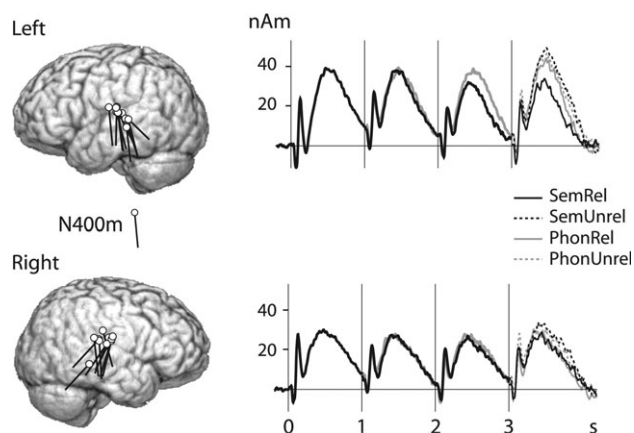 Left
nAm
40
20
SemRel
SemUnrel
PhonRel
PhonUnrel
N400m
Right
40
20
0 1 2 3 s